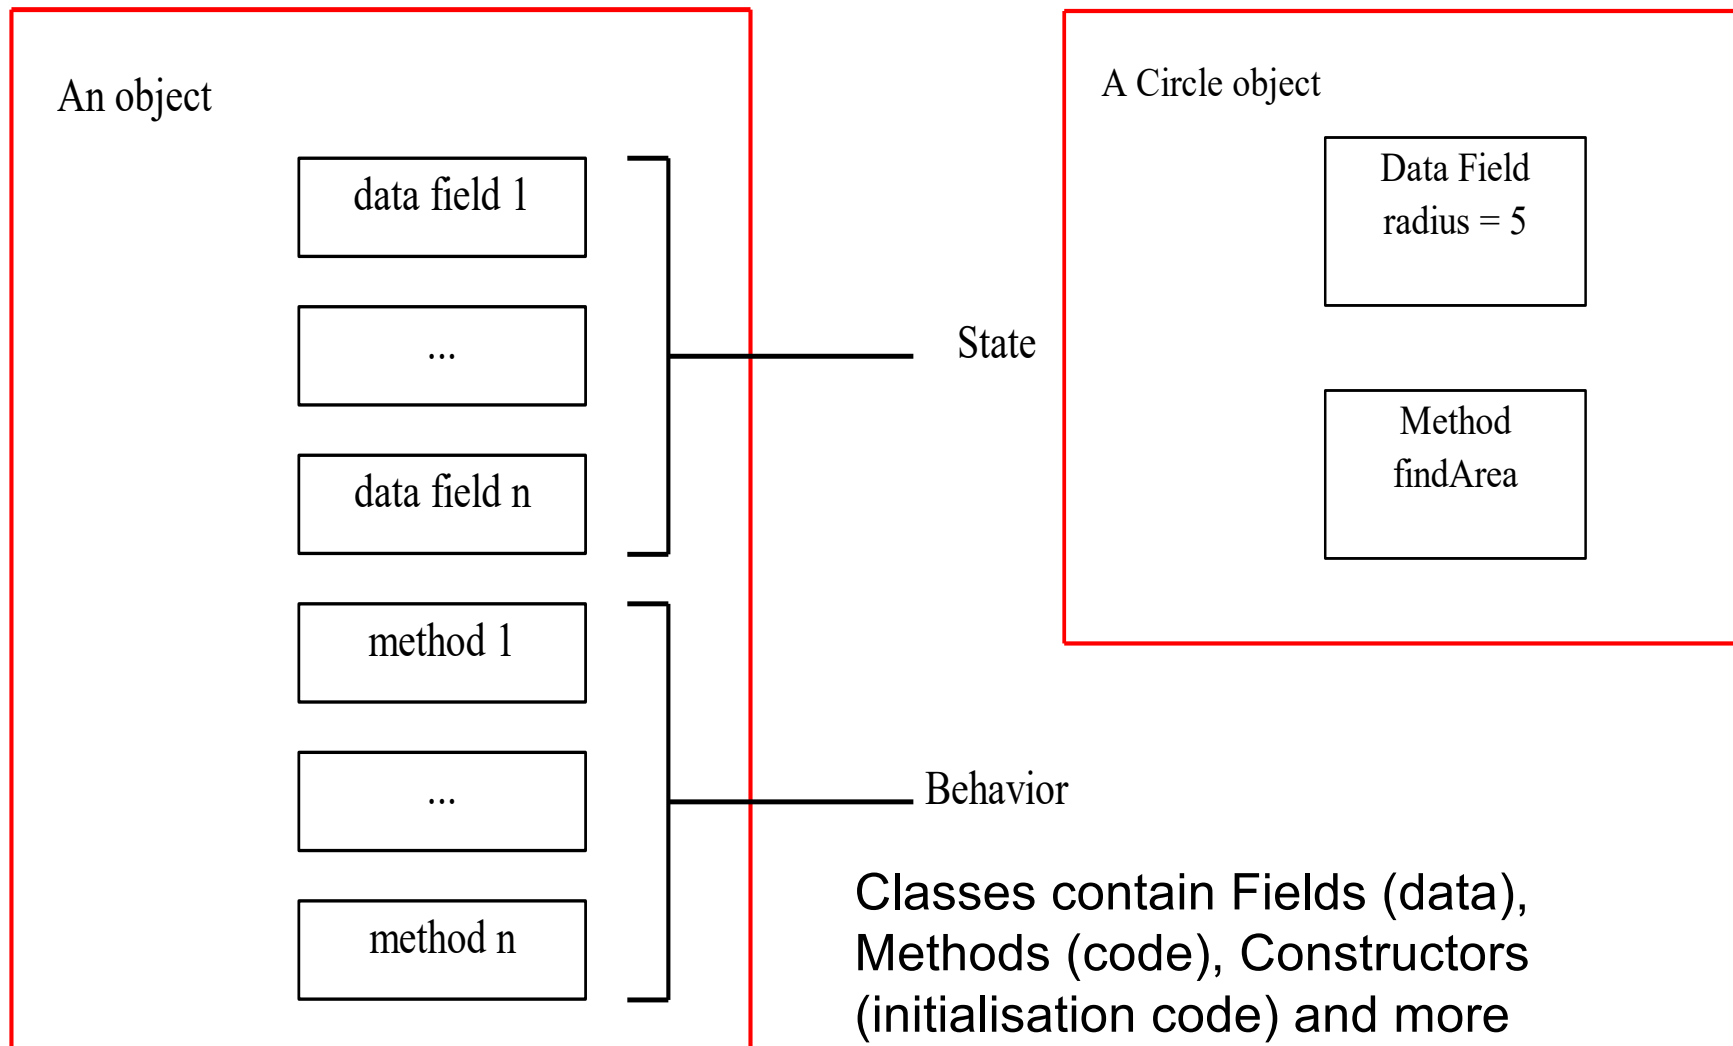 An object
data field 1
...
data field n
method 1
...
method n
State
Behavior
A Circle object
Data Field
radius = 5
Method
findArea
Classes contain Fields (data),
Methods (code), Constructors
(initialisation code) and more